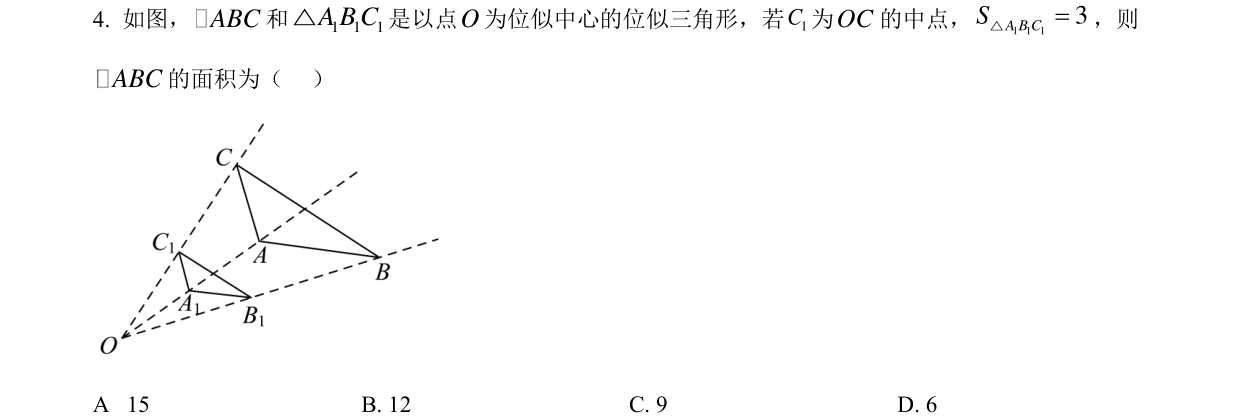 4. 如图，□ABC 和 △A₁B₁C₁ 是以点 O 为位似中心的位似三角形，若 C₁ 为 OC 的中点，S△A₁B₁C₁ = 3，则
□ABC 的面积为（　）
C
C₁
A
B
A₁
B₁
O
A 15 B. 12 C. 9 D. 6